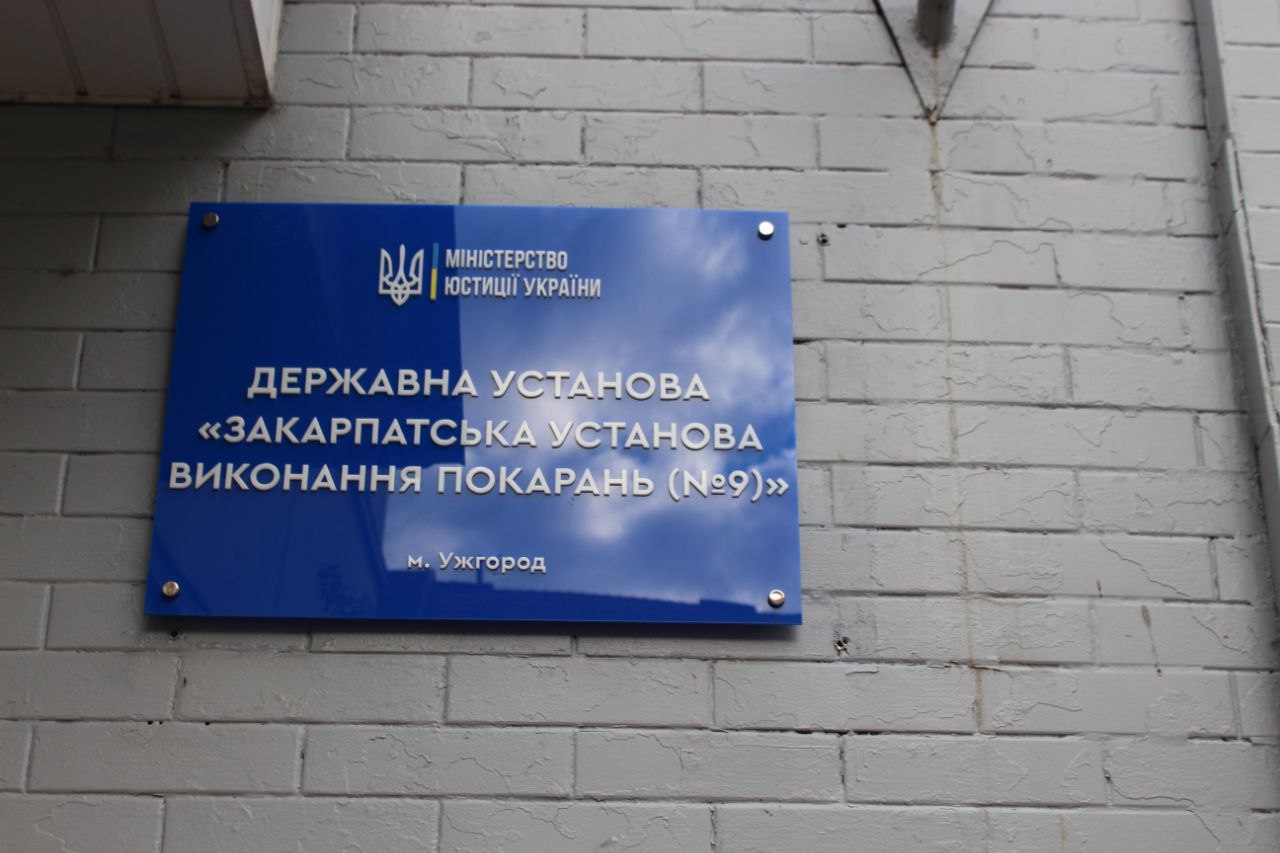 МІНІСТЕРСТВО
ЮСТИЦІЇ УКРАЇНИ
ДЕРЖАВНА УСТАНОВА
«ЗАКАРПАТСЬКА УСТАНОВА
ВИКОНАННЯ ПОКАРАНЬ (№9)»
м. Ужгород